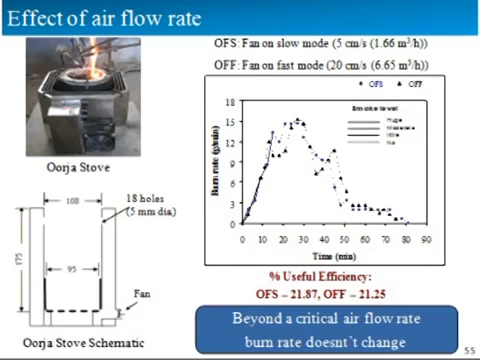 Effect of air flow rate
OFS: Fan on slow mode (5 cm/s (1.66 m³/h))
OFF: Fan on fast mode (20 cm/s (6.65 m³/h)
OFS OFF
Smoke level
Huge
Moderate
little
No
Burn rate (g/min)
18
15
12
9
6
3
0
0 10 20 30 40 50 60 70 80 90
Time (min)
Oorja Stove
108
18 holes
(5 mm dia.)
175
95
Fan
Oorja Stove Schematic
% Useful Efficiency:
OFS – 21.87, OFF – 21.25
Beyond a critical air flow rate
burn rate doesn't change
55